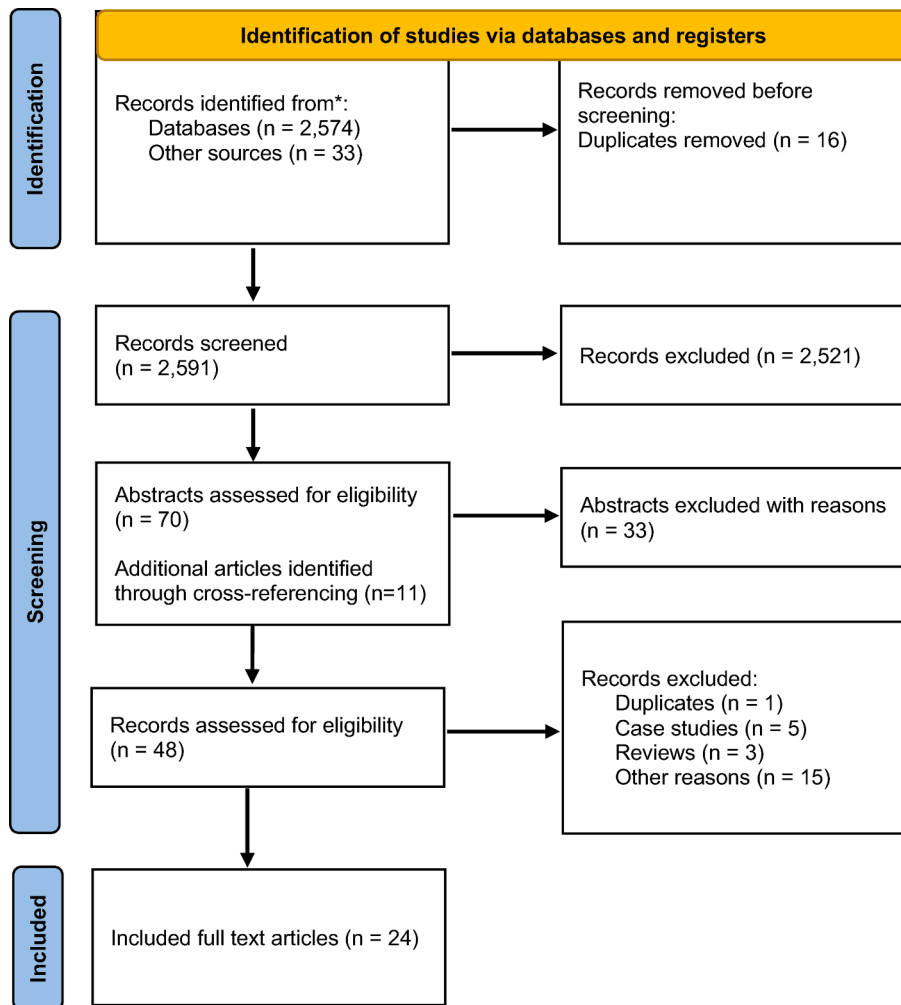 Identification of studies via databases and registers
Identification
Records identified from*:
Databases (n = 2,574)
Other sources (n = 33)
Records removed before
screening:
Duplicates removed (n = 16)
Screening
Records screened
(n = 2,591)
Records excluded (n = 2,521)
Abstracts assessed for eligibility
(n = 70)
Additional articles identified
through cross-referencing (n=11)
Abstracts excluded with reasons
(n = 33)
Records assessed for eligibility
(n = 48)
Records excluded:
Duplicates (n = 1)
Case studies (n = 5)
Reviews (n = 3)
Other reasons (n = 15)
Included
Included full text articles (n = 24)